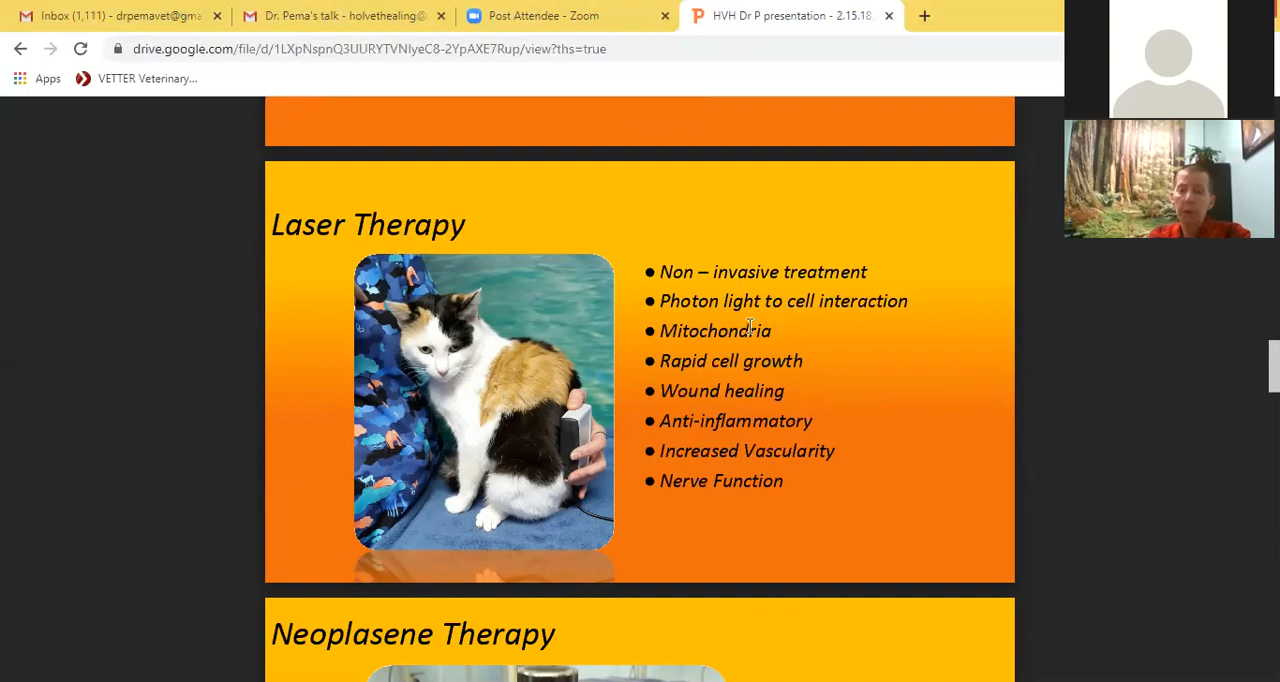 Inbox (1,111) - drpemavet@gma
Dr. Pema's talk - holvethealing@
Post Attendee - Zoom
HVH Dr P presentation - 2.15.18.
drive.google.com/file/d/1LXpNspnQ3UURYTVNlyeC8-2YpAXE7Rup/view?ths=true
Apps
VETTER Veterinary...
Laser Therapy
● Non – invasive treatment
● Photon light to cell interaction
● Mitochondria
● Rapid cell growth
● Wound healing
● Anti-inflammatory
● Increased Vascularity
● Nerve Function
Neoplasene Therapy